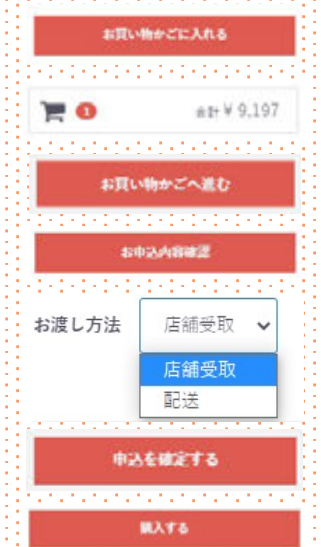 お買い物かごに入れる
1
合計 ¥ 9,197
お買い物かごへ進む
お申込内容確認
お渡し方法 店舗受取
店舗受取
配送
申込を確定する
購入する